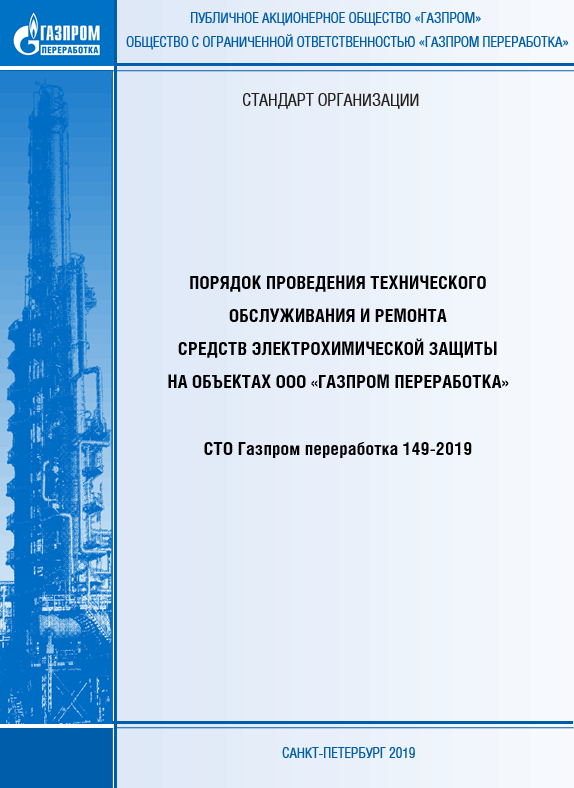 ГАЗПРОМ
ПЕРЕРАБОТКА
ПУБЛИЧНОЕ АКЦИОНЕРНОЕ ОБЩЕСТВО «ГАЗПРОМ»
ОБЩЕСТВО С ОГРАНИЧЕННОЙ ОТВЕТСТВЕННОСТЬЮ «ГАЗПРОМ ПЕРЕРАБОТКА»
СТАНДАРТ ОРГАНИЗАЦИИ
ПОРЯДОК ПРОВЕДЕНИЯ ТЕХНИЧЕСКОГО
ОБСЛУЖИВАНИЯ И РЕМОНТА
СРЕДСТВ ЭЛЕКТРОХИМИЧЕСКОЙ ЗАЩИТЫ
НА ОБЪЕКТАХ ООО «ГАЗПРОМ ПЕРЕРАБОТКА»
СТО Газпром переработка 149-2019
САНКТ-ПЕТЕРБУРГ 2019